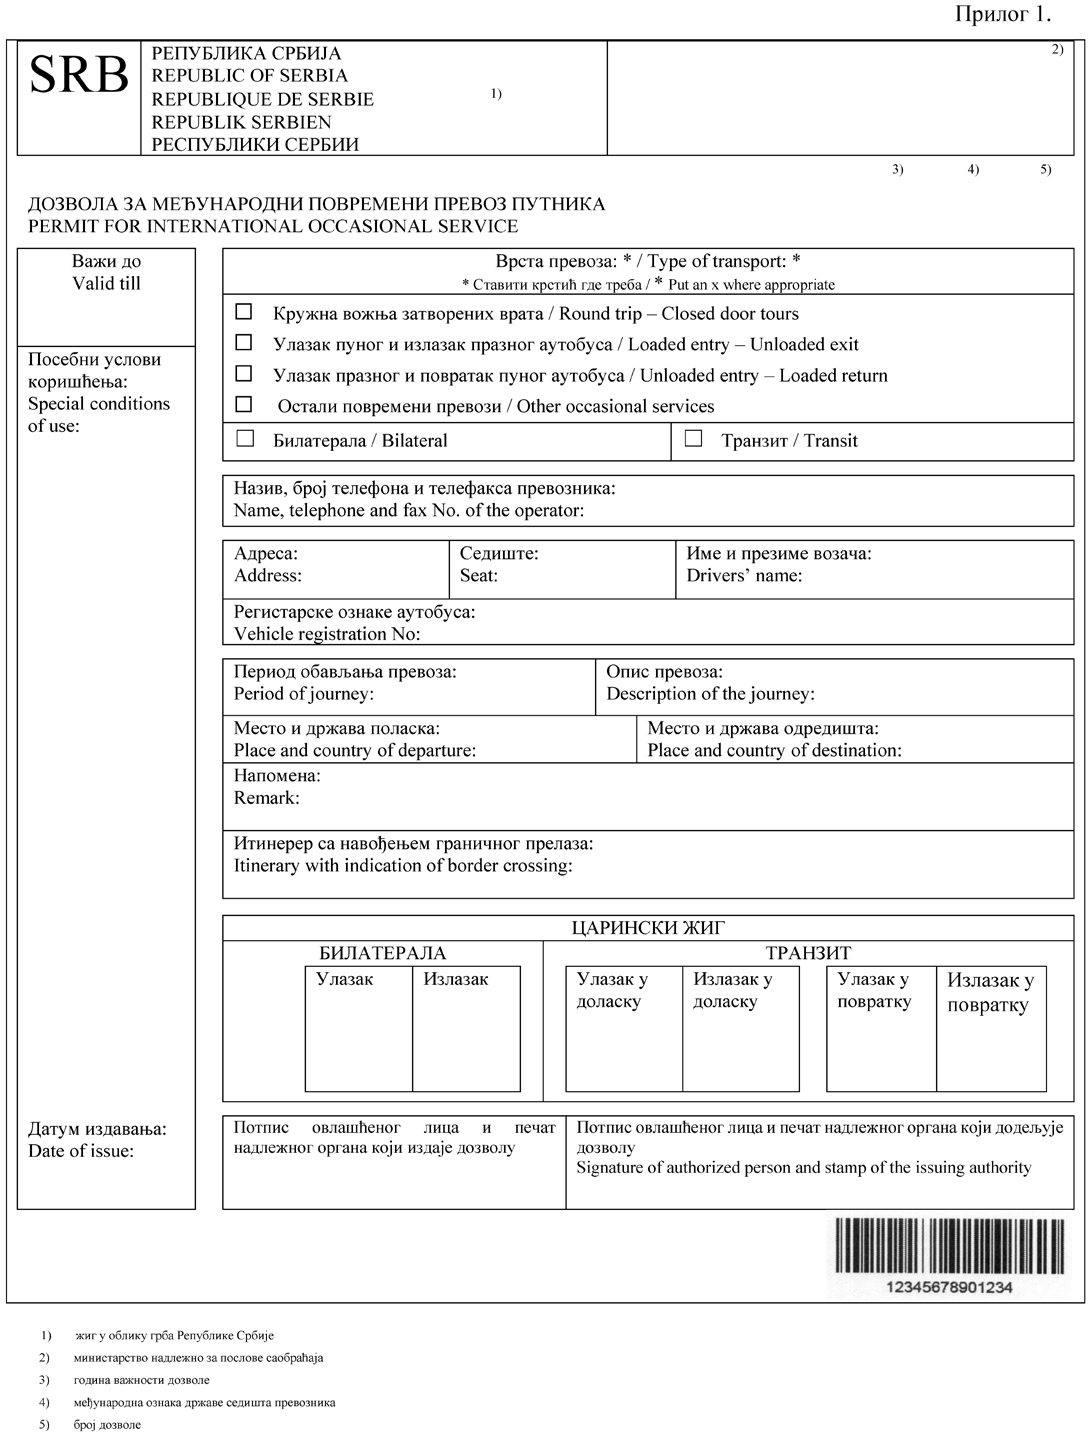 Прилог 1.
SRB
РЕПУБЛИКА СРБИЈА
REPUBLIC OF SERBIA
REPUBLIQUE DE SERBIE
REPUBLIK SERBIEN
РЕСПУБЛИКИ СЕРБИИ
1)
2)
3) 4) 5)
ДОЗВОЛА ЗА МЕЂУНАРОДНИ ПОВРЕМЕНИ ПРЕВОЗ ПУТНИКА
PERMIT FOR INTERNATIONAL OCCASIONAL SERVICE
Важи до
Valid till
Посебни услови
коришћења:
Special conditions
of use:
Датум издавања:
Date of issue:
Врста превоза: * / Type of transport: *
* Ставити крстић где треба / * Put an x where appropriate
Кружна вожња затворених врата / Round trip – Closed door tours
Улазак пуног и излазак празног аутобуса / Loaded entry – Unloaded exit
Улазак празног и повратак пуног аутобуса / Unloaded entry – Loaded return
Остали повремени превози / Other occasional services
Билатерала / Bilateral
Транзит / Transit
Назив, број телефона и телефакса превозника:
Name, telephone and fax No. of the operator:
Адреса:
Address:
Седиште:
Seat:
Име и презиме возача:
Drivers’ name:
Регистарске ознаке аутобуса:
Vehicle registration No:
Период обављања превоза:
Period of journey:
Опис превоза:
Description of the journey:
Место и држава поласка:
Place and country of departure:
Место и држава одредишта:
Place and country of destination:
Напомена:
Remark:
Итинерер са навођењем граничног прелаза:
Itinerary with indication of border crossing:
ЦАРИНСКИ ЖИГ
БИЛАТЕРАЛА
Улазак
Излазак
ТРАНЗИТ
Улазак у
доласку
Излазак у
доласку
Улазак у
повратку
Излазак у
повратку
Потпис овлашћеног лица и печат
надлежног органа који издаје дозволу
Потпис овлашћеног лица и печат надлежног органа који додељује
дозволу
Signature of authorized person and stamp of the issuing authority
12345678901234
1) жиг у облику грба Републике Србије
2) министарство надлежно за послове саобраћаја
3) година важности дозволе
4) међународна ознака државе седишта превозника
5) број дозволе